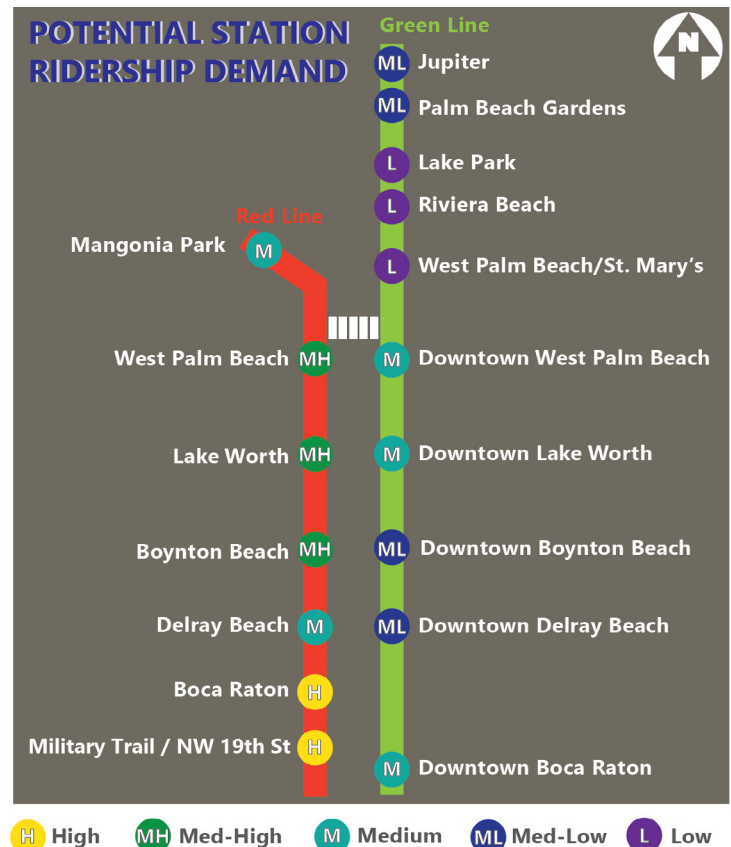 POTENTIAL STATION
RIDERSHIP DEMAND
Green Line
N
ML Jupiter
ML Palm Beach Gardens
L Lake Park
L Riviera Beach
Red Line
Mangonia Park M
L West Palm Beach/St. Mary's
West Palm Beach MH
M Downtown West Palm Beach
Lake Worth MH
M Downtown Lake Worth
Boynton Beach MH
ML Downtown Boynton Beach
Delray Beach M
ML Downtown Delray Beach
Boca Raton H
Military Trail / NW 19th St H
M Downtown Boca Raton
H High MH Med-High M Medium ML Med-Low L Low